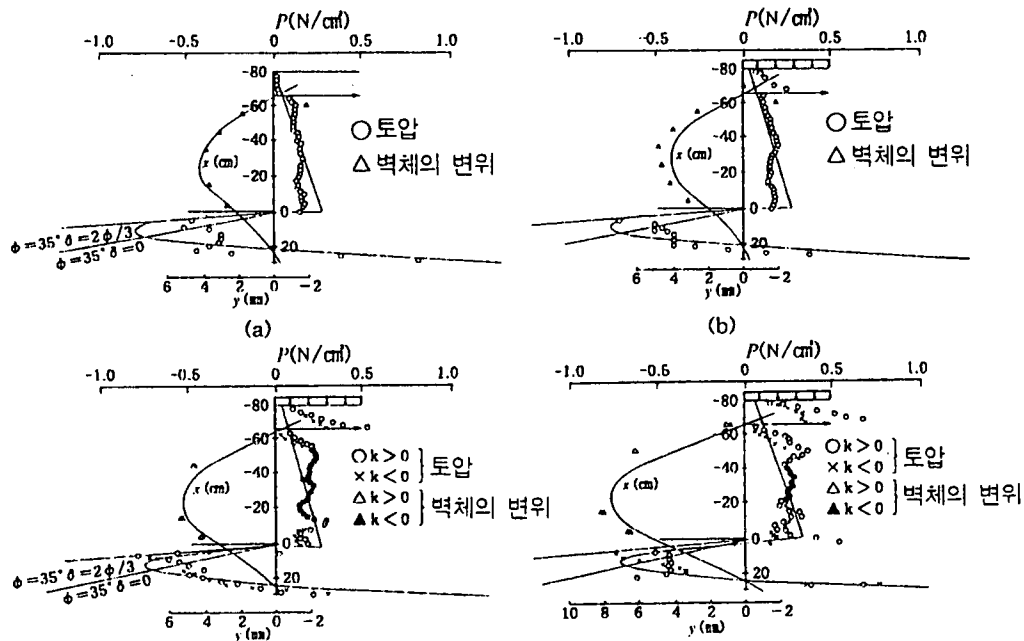 P(N/㎠)
-1.0 -0.5 0 0.5 1.0
-80
-60
-40
-20
0
20
x(cm)
○토압
△벽체의 변위
φ=35° δ=2φ/3
φ=35° δ=0
6 4 2 0 -2
y(㎜)
(a)
P(N/㎠)
-1.0 -0.5 0 0.5 1.0
-80
-60
-40
-20
0
20
x(cm)
○토압
△벽체의 변위
6 4 2 0 -2
y(㎜)
(b)
P(N/㎠)
-1.0 -0.5 0 0.5 1.0
-80
-60
-40
-20
0
20
x(cm)
○k>0
×k<0
토압
△k>0
▲k<0
벽체의 변위
φ=35° δ=2φ/3
φ=35° δ=0
6 4 2 0 -2
y(㎜)
P(N/㎠)
-1.0 -0.5 0 0.5 1.0
-80
-60
-40
-20
0
20
x(cm)
○k>0
×k<0
토압
△k>0
▲k<0
벽체의 변위
10 8 6 4 2 0 -2
y(㎜)